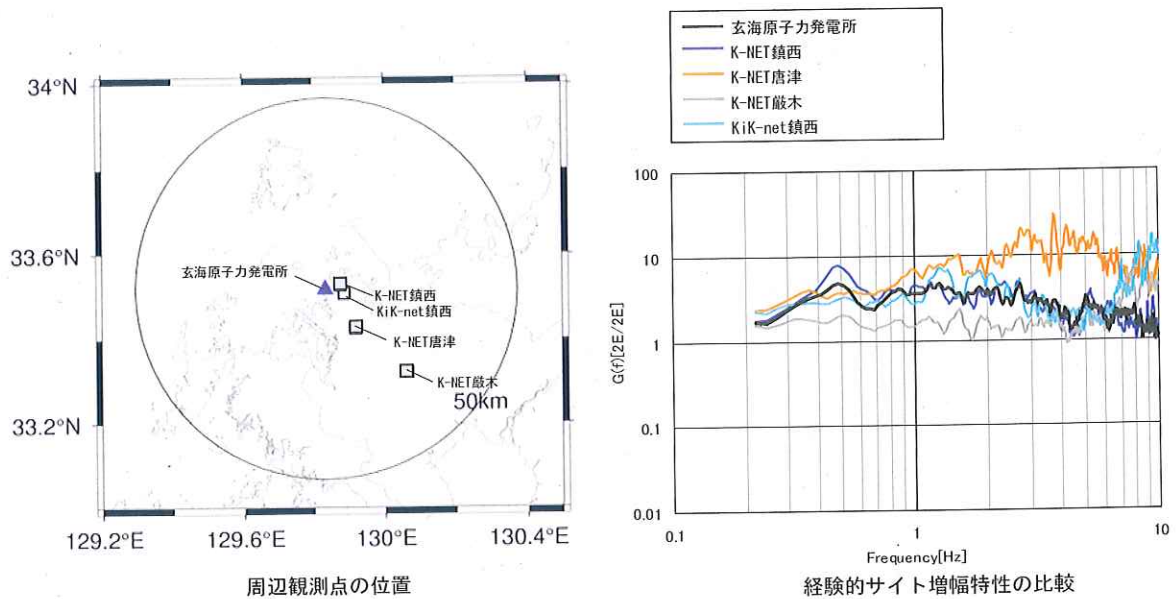 34°N
33.6°N
33.2°N
129.2°E
129.6°E
130°E
130.4°E
玄海原子力発電所
K-NET鎮西
KiK-net鎮西
K-NET唐津
K-NET厳木
50km
周辺観測点の位置
玄海原子力発電所
K-NET鎮西
K-NET唐津
K-NET厳木
KiK-net鎮西
100
10
1
0.1
0.01
G(f)[2E/2E]
0.1
1
10
Frequency[Hz]
経験的サイト増幅特性の比較